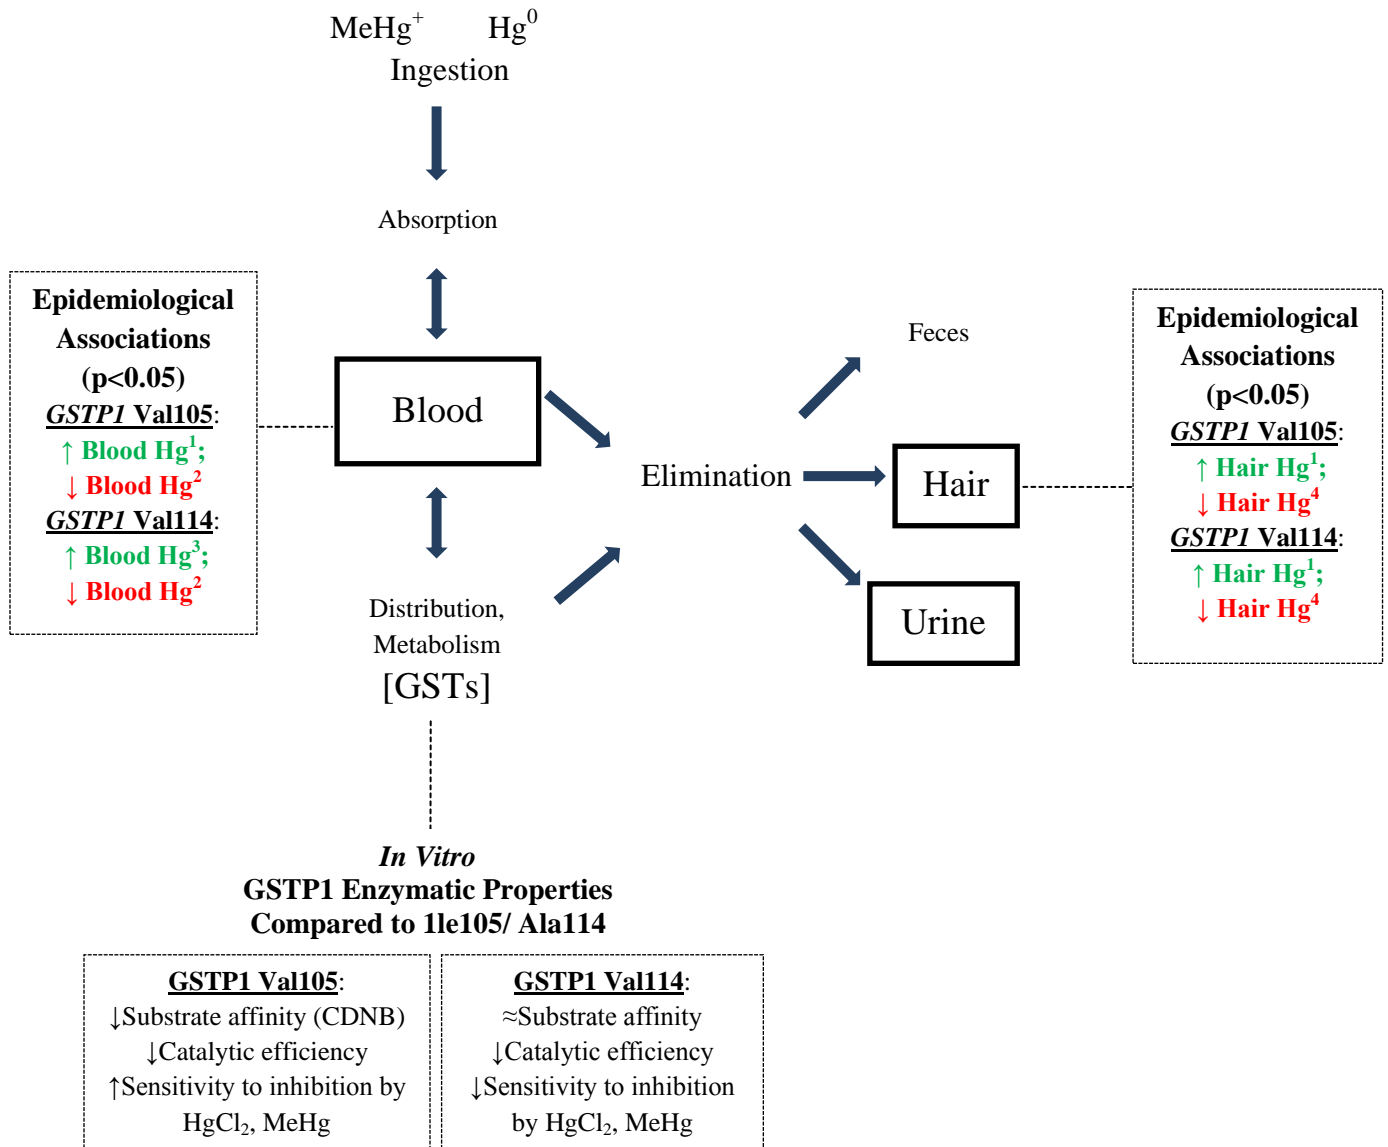 MeHg⁺ Hg⁰
Ingestion
Absorption
Epidemiological
Associations
(p<0.05)
GSTP1 Val105:
↑ Blood Hg¹;
↓ Blood Hg²
GSTP1 Val114:
↑ Blood Hg³;
↓ Blood Hg²
Blood
Distribution,
Metabolism
[GSTs]
Elimination
Feces
Hair
Urine
Epidemiological
Associations
(p<0.05)
GSTP1 Val105:
↑ Hair Hg¹;
↓ Hair Hg⁴
GSTP1 Val114:
↑ Hair Hg¹;
↓ Hair Hg⁴
In Vitro
GSTP1 Enzymatic Properties
Compared to 1le105/ Ala114
GSTP1 Val105:
↓Substrate affinity (CDNB)
↓Catalytic efficiency
↑Sensitivity to inhibition by
HgCl₂, MeHg
GSTP1 Val114:
≈Substrate affinity
↓Catalytic efficiency
↓Sensitivity to inhibition
by HgCl₂, MeHg